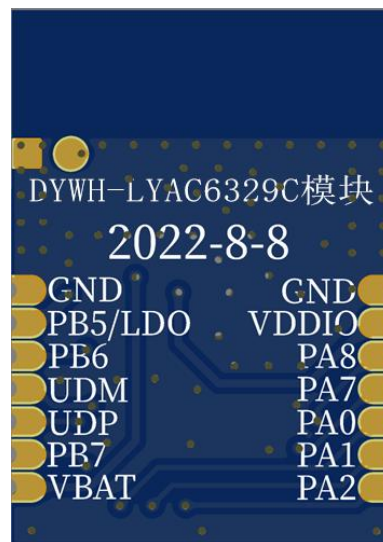 DYWH-LYAC6329C模块
2022-8-8
GND GND
PB5/LDO VDDIO
PB6 PA8
UDM PA7
UDP PA0
PB7 PA1
VBAT PA2